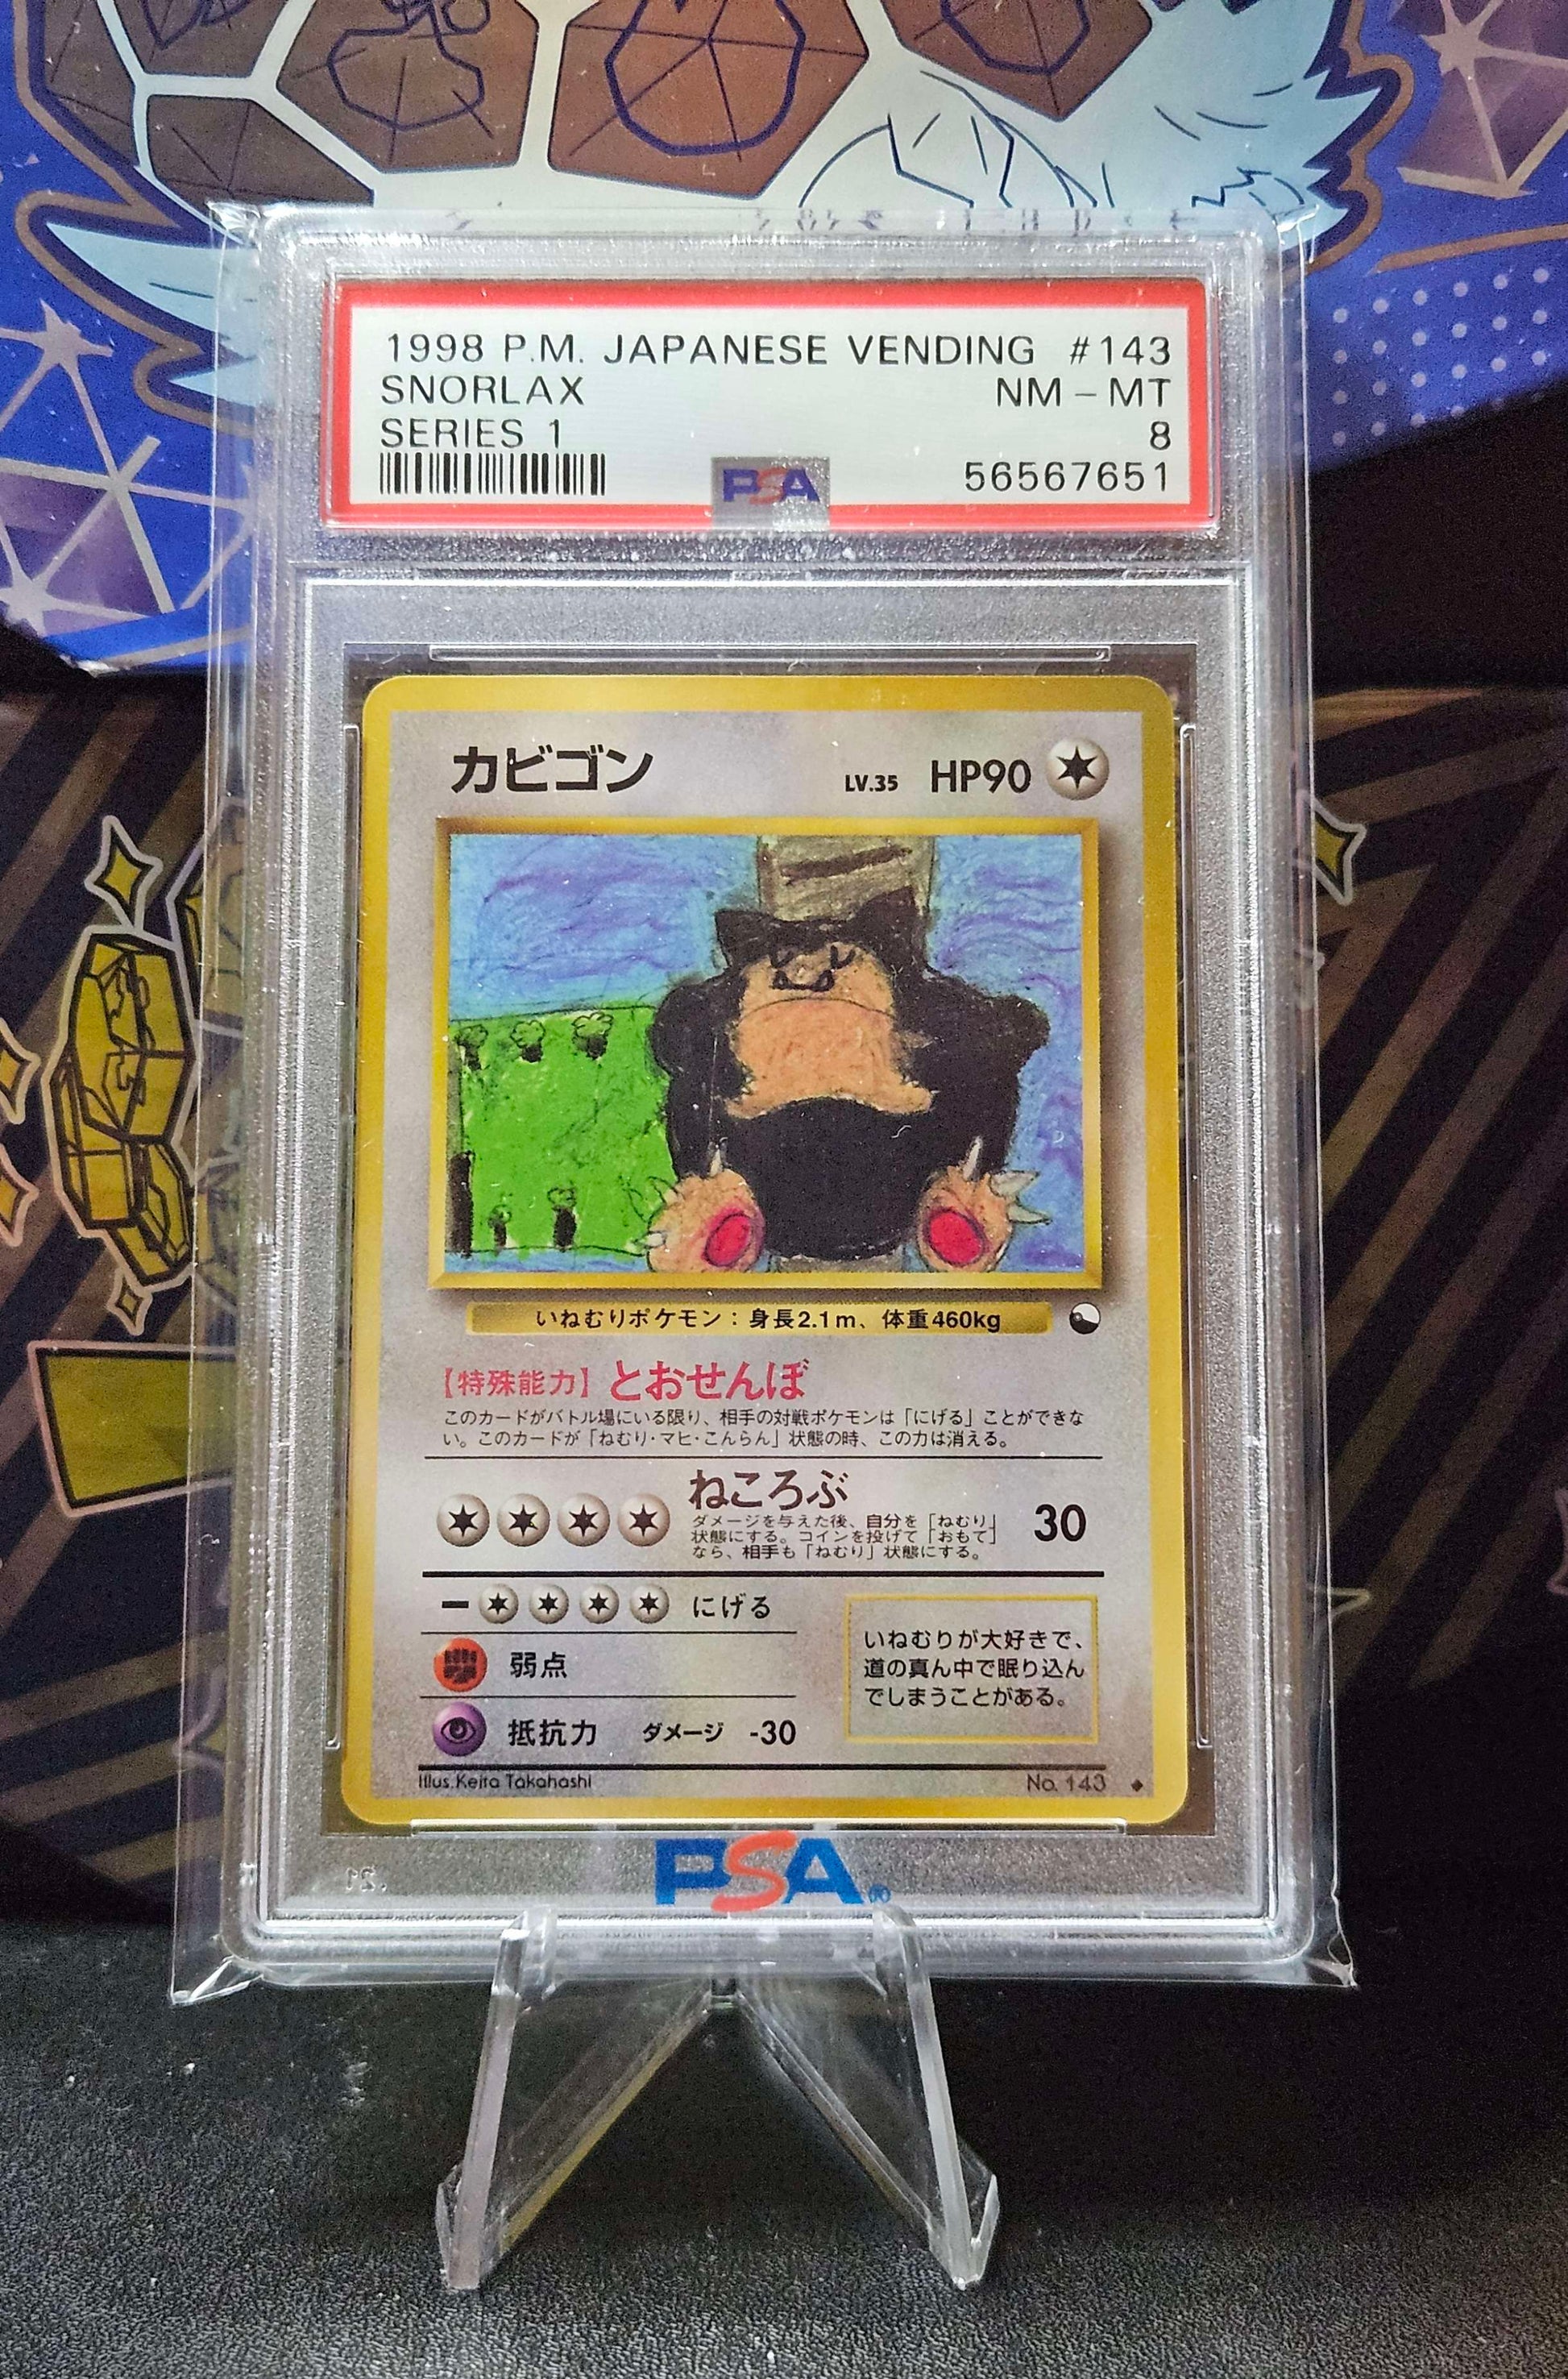 1998 P.M. JAPANESE VENDING #143
SNORLAX NM - MT
SERIES 1 8
PSA 56567651
カビゴン LV.35 HP90
いねむりポケモン：身長2.1m、体重460kg
【特殊能力】とおせんぼ
このカードがバトル場にいる限り、相手の対戦ポケモンは「にげる」ことができな
い。このカードが「ねむり・マヒ・こんらん」状態の時、この力は消える。
ねころぶ
ダメージを与えた後、自分を「ねむり」
状態にする。コインを投げて「おもて」
なら、相手も「ねむり」状態にする。
30
ー にげる
弱点
抵抗力 ダメージ -30
いねむりが大好きで、
道の真ん中で眠り込ん
でしまうことがある。
Illus. Keita Takahashi No. 143
PSA®